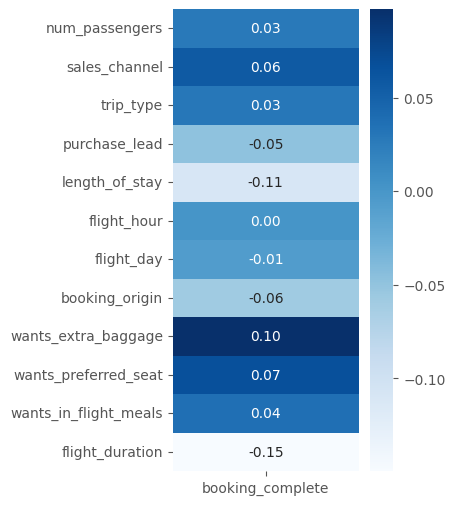 num_passengers 0.03
sales_channel 0.06
trip_type 0.03
purchase_lead -0.05
length_of_stay -0.11
flight_hour 0.00
flight_day -0.01
booking_origin -0.06
wants_extra_baggage 0.10
wants_preferred_seat 0.07
wants_in_flight_meals 0.04
flight_duration -0.15
booking_complete
0.05
0.00
−0.05
−0.10